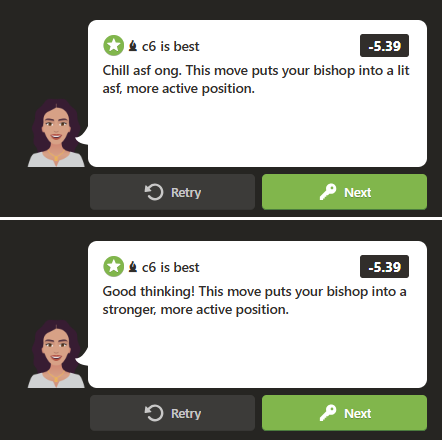 ♝ c6 is best -5.39
Chill asf ong. This move puts your bishop into a lit
asf, more active position.
Retry Next
♝ c6 is best -5.39
Good thinking! This move puts your bishop into a
stronger, more active position.
Retry Next